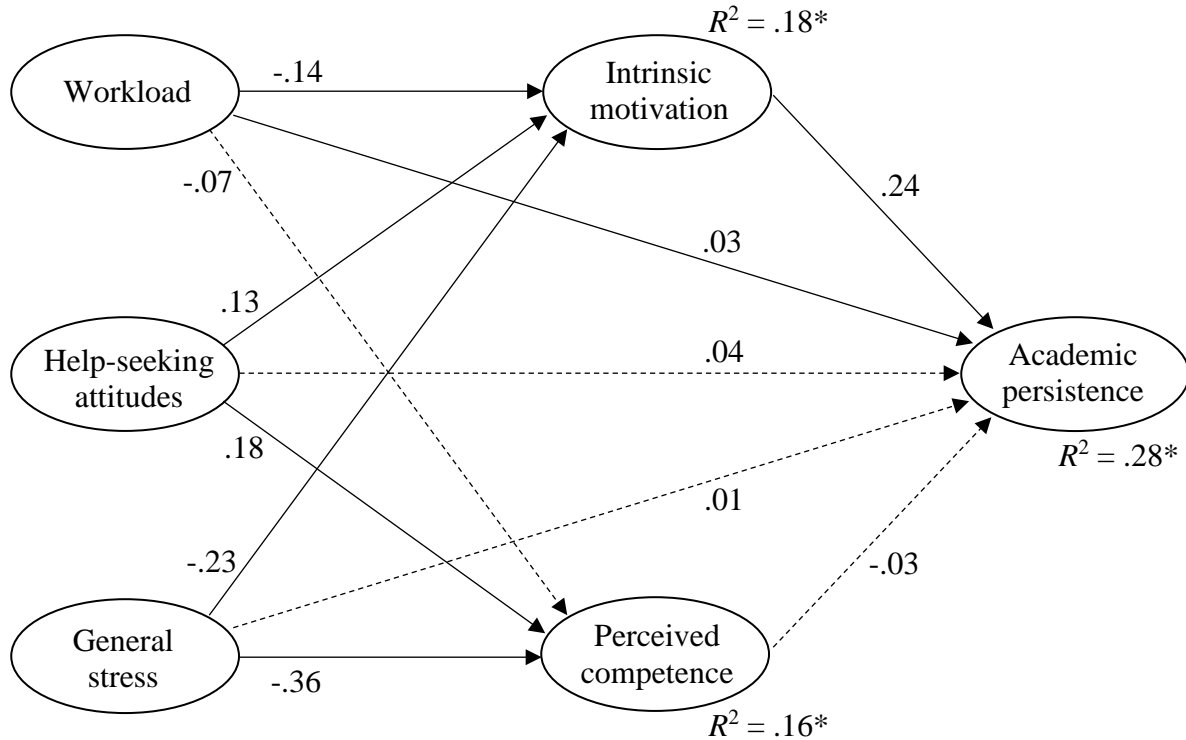 R² = .18*
Workload
-.14
Intrinsic
motivation
-.07
.24
.03
.13
Help-seeking
attitudes
.04
Academic
persistence
.18
R² = .28*
.01
-.23
-.03
General
stress
-.36
Perceived
competence
R² = .16*